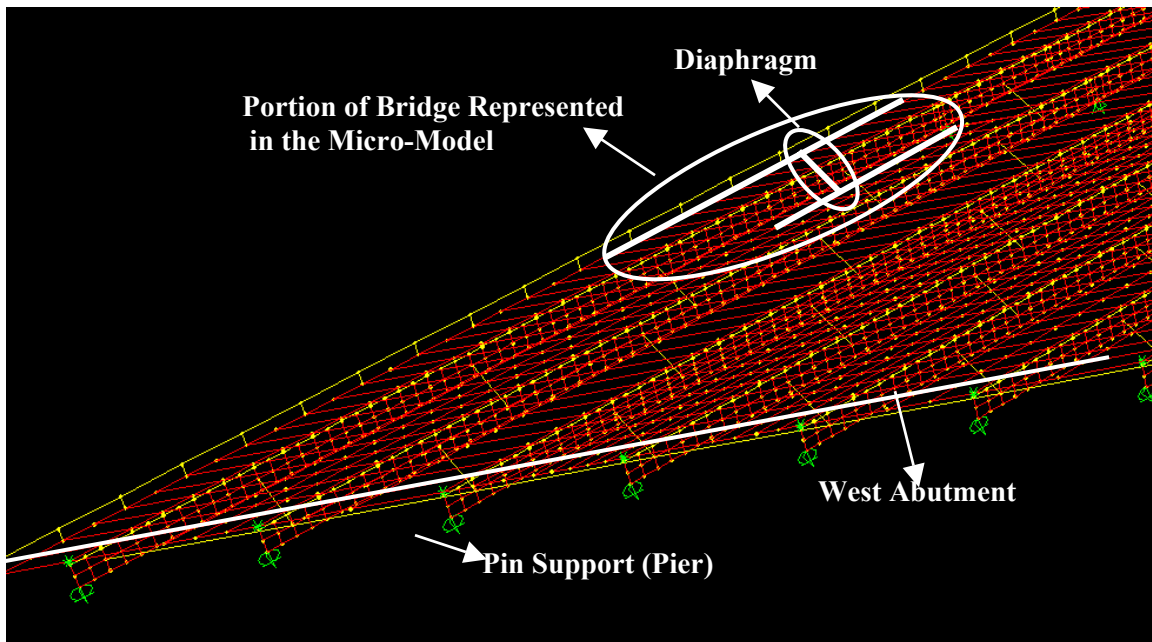 Diaphragm
Portion of Bridge Represented
in the Micro-Model
West Abutment
Pin Support (Pier)